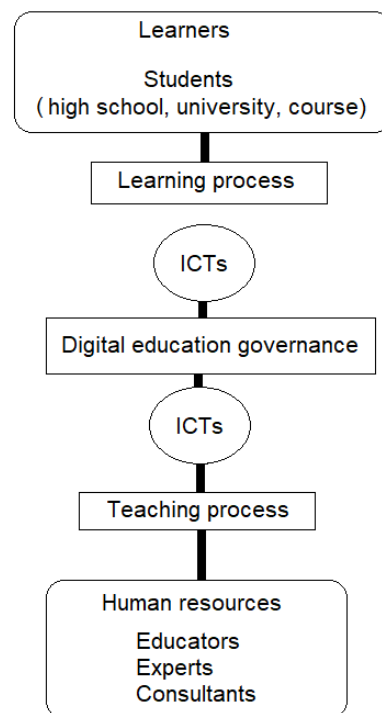 Learners
Students
( high school, university, course)
Learning process
ICTs
Digital education governance
ICTs
Teaching process
Human resources
Educators
Experts
Consultants